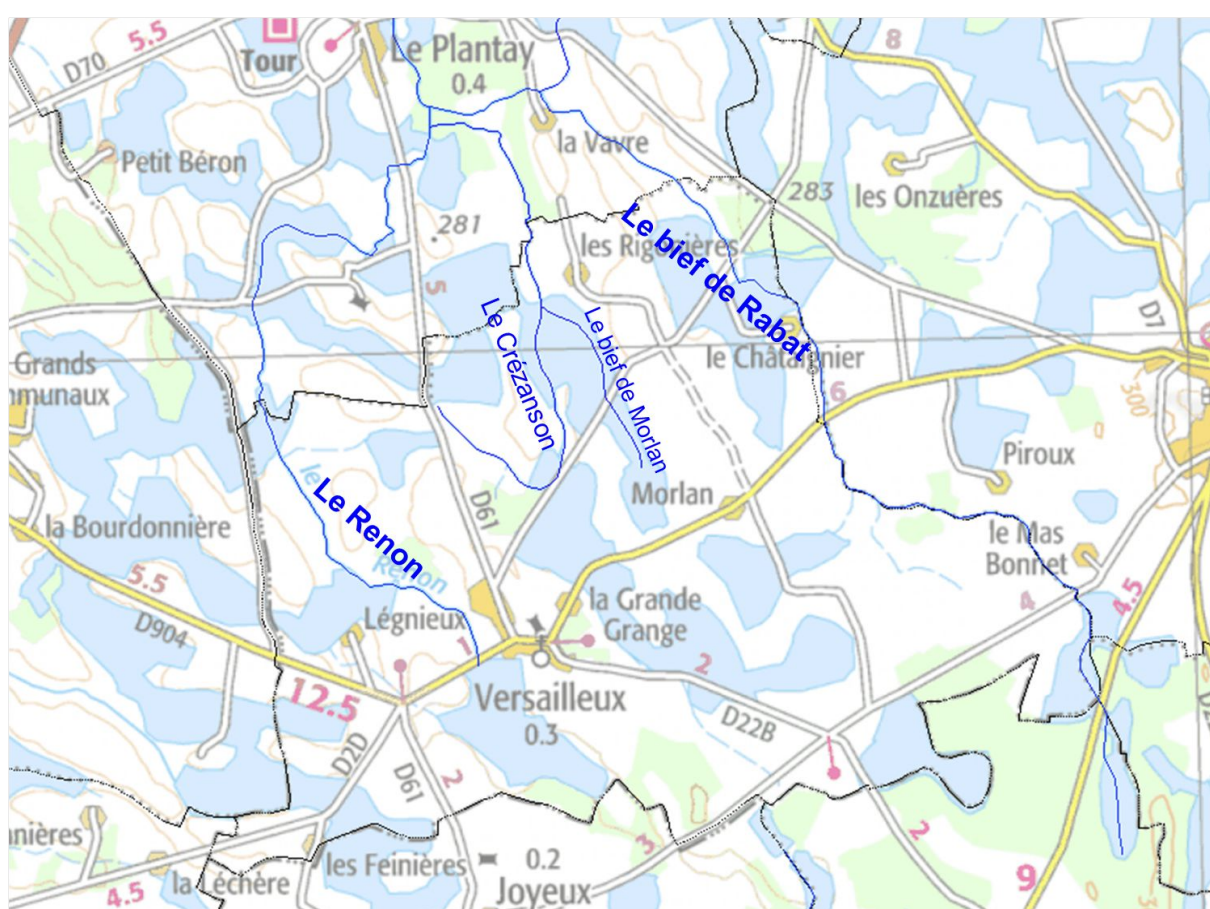 5.5
D70
Tour
Le Plantay
0.4
8
Petit Béron
la Vavre
283
les Onzuères
281
Le bief de Rabat
5
D7
Le Crézanson
Le bief de Morlan
Grands
le Châtaignier
6
300
Piroux
Morlan
D61
le
Renon
Le Renon
la Bourdonnière
le Mas
Bonnet
5.5
D904
Légnieux
la Grande
Grange
4
4.5
1
2
12.5
Versailleux
0.3
D22B
D2D
D61
2
les Feinières
0.2
Joyeux
3
2
9
la Léchère
4.5